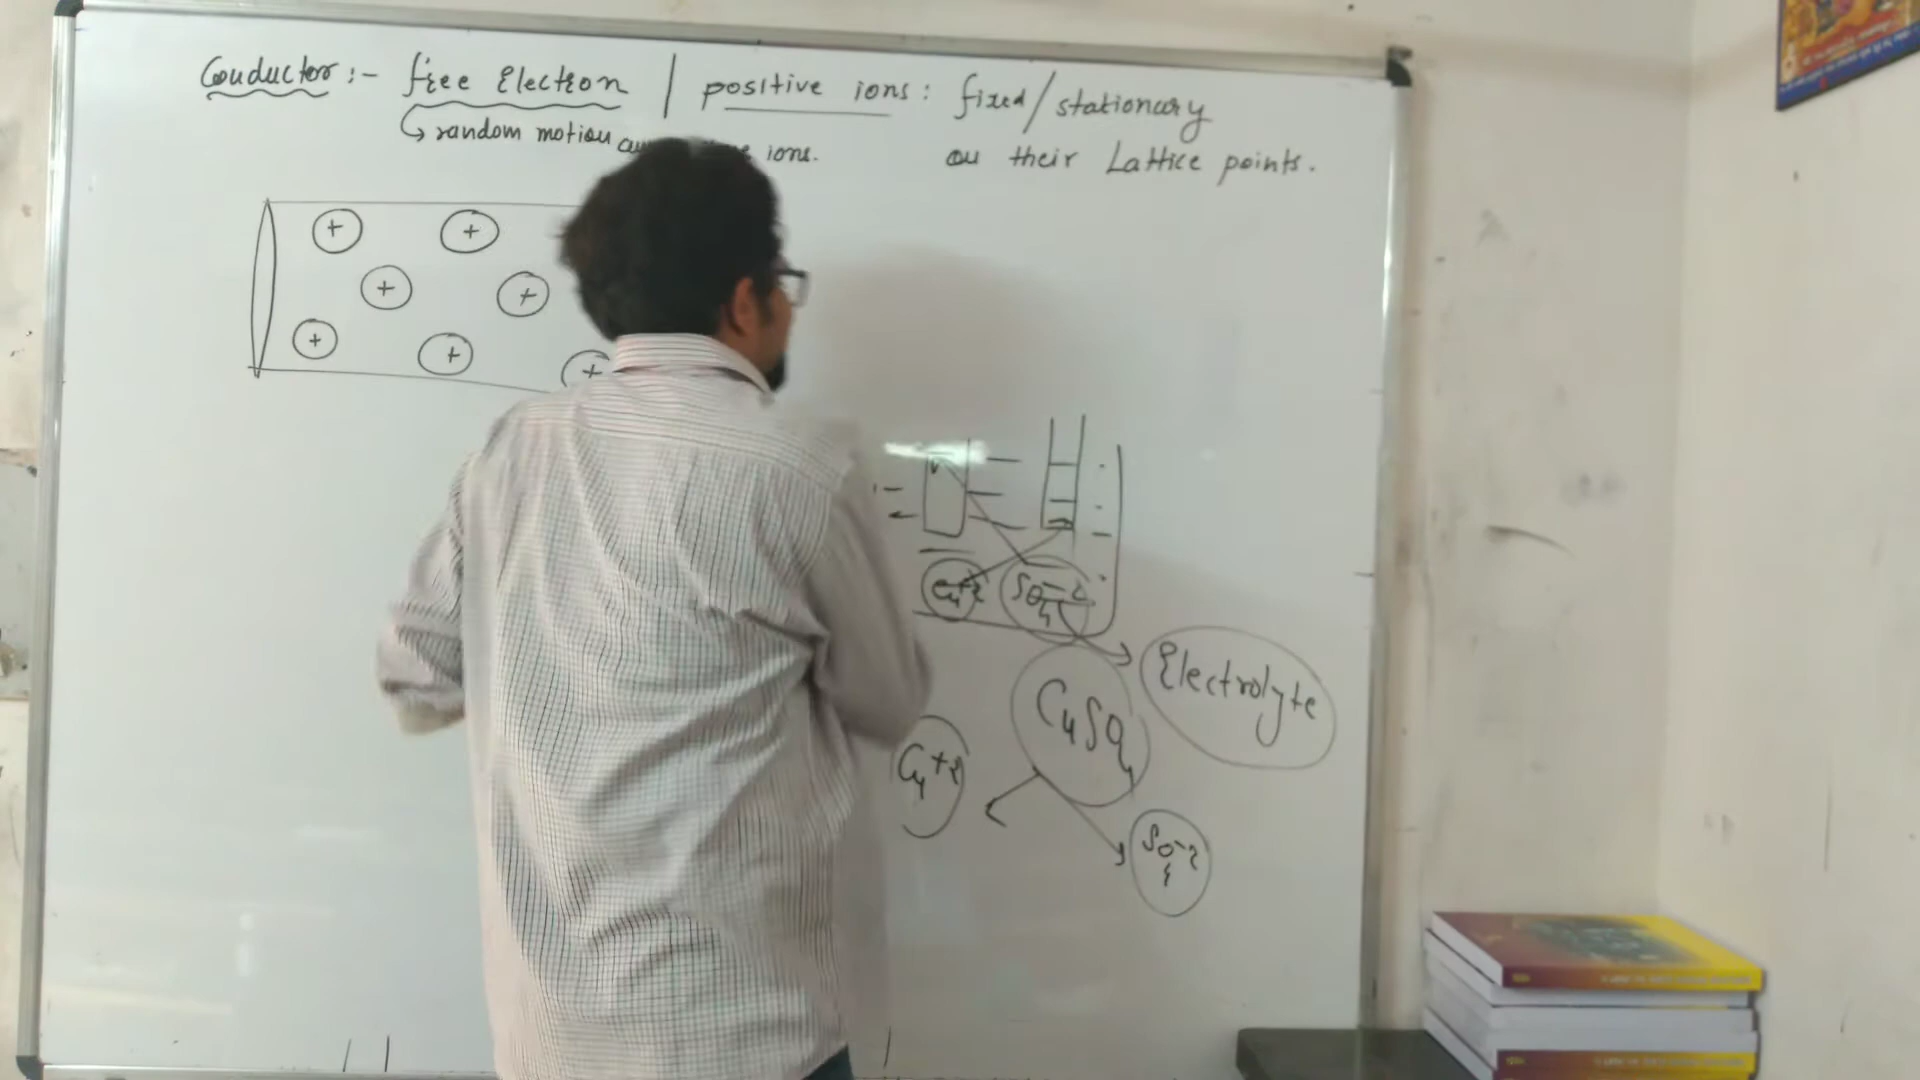 Conductor :- free Electron | positive ions : fixed/stationary
random motion ions. on their Lattice points.
+ +
+ +
+ +
+
Cu+2 SO4-2
Electrolyte
CuSO4
Cu+2
SO4-2